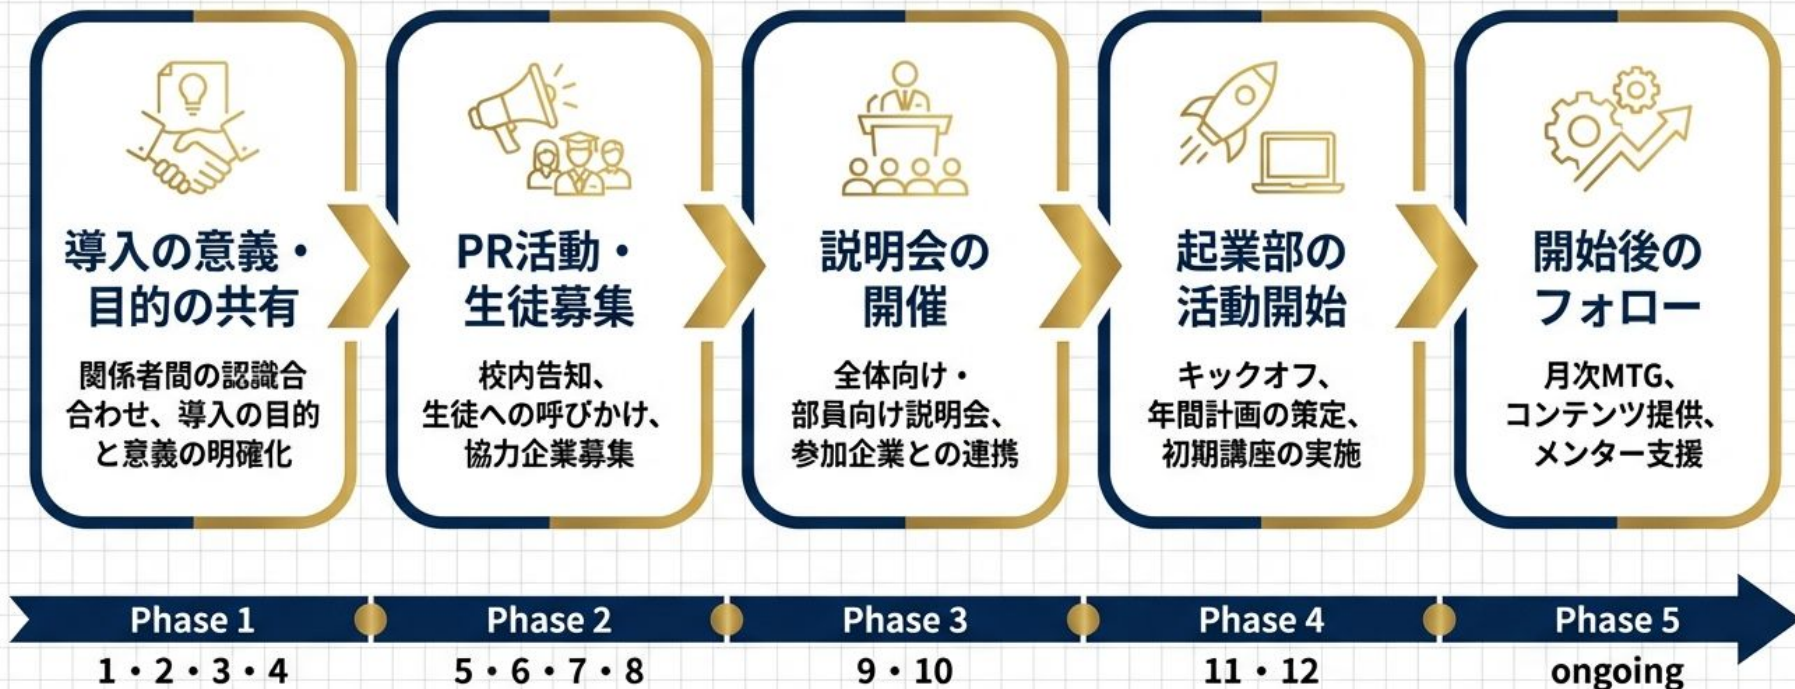 導入の意義・
目的の共有
関係者間の認識合
合わせ、導入の目的
と意義の明確化
PR活動・
生徒募集
校内告知、
生徒への呼びかけ、
協力企業募集
説明会の
開催
全体向け・
部員向け説明会、
参加企業との連携
起業部の
活動開始
キックオフ、
年間計画の策定、
初期講座の実施
開始後の
フォロー
月次MTG、
コンテンツ提供、
メンター支援
Phase 1
1・2・3・4
Phase 2
5・6・7・8
Phase 3
9・10
Phase 4
11・12
Phase 5
ongoing